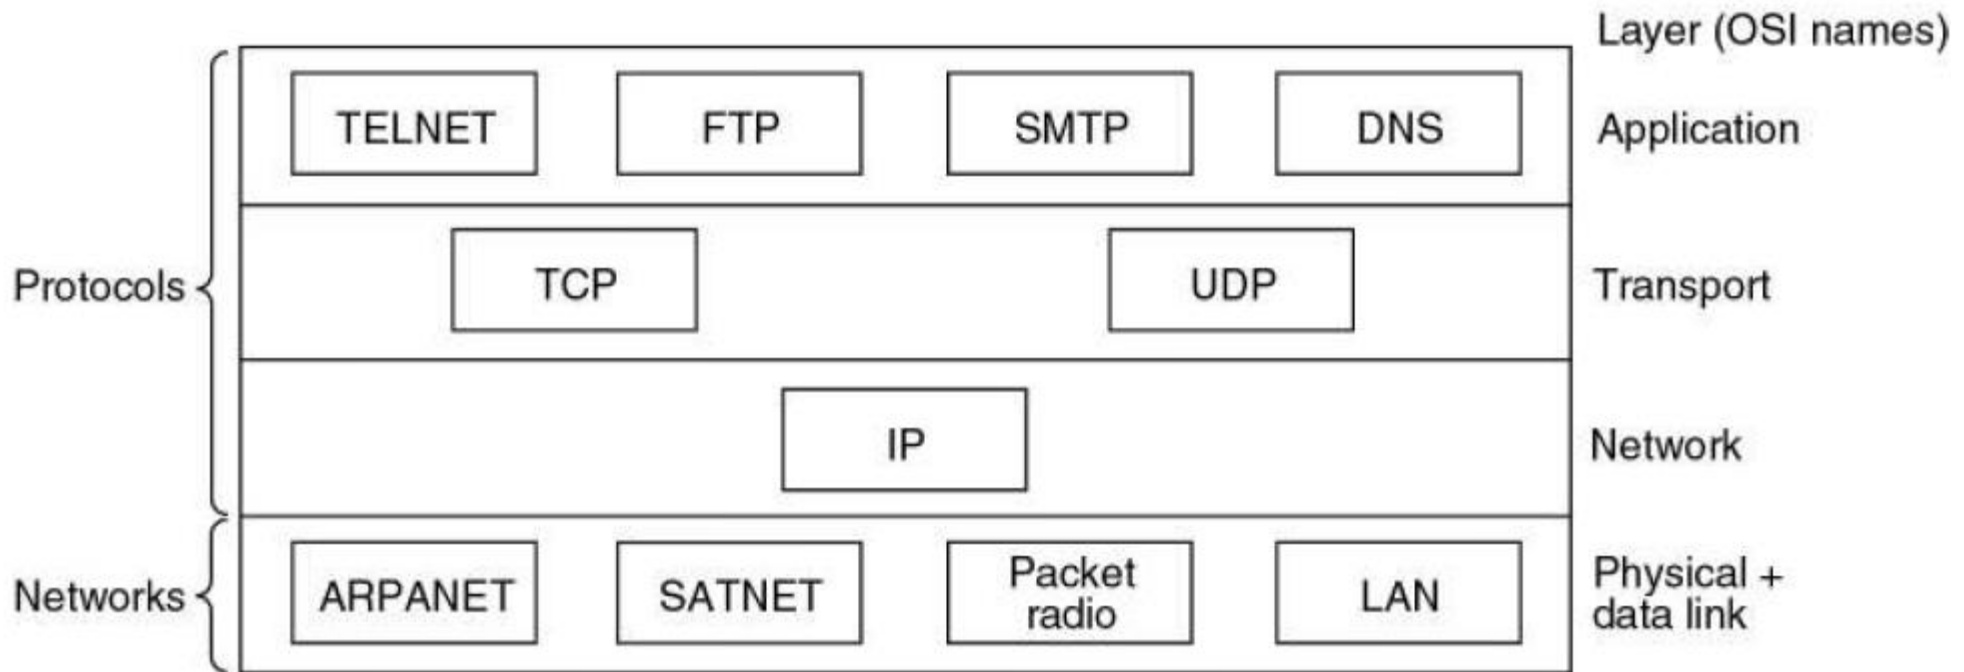 Layer (OSI names)
TELNET FTP SMTP DNS Application
Protocols TCP UDP Transport
IP Network
Networks ARPANET SATNET Packet radio LAN Physical +
data link